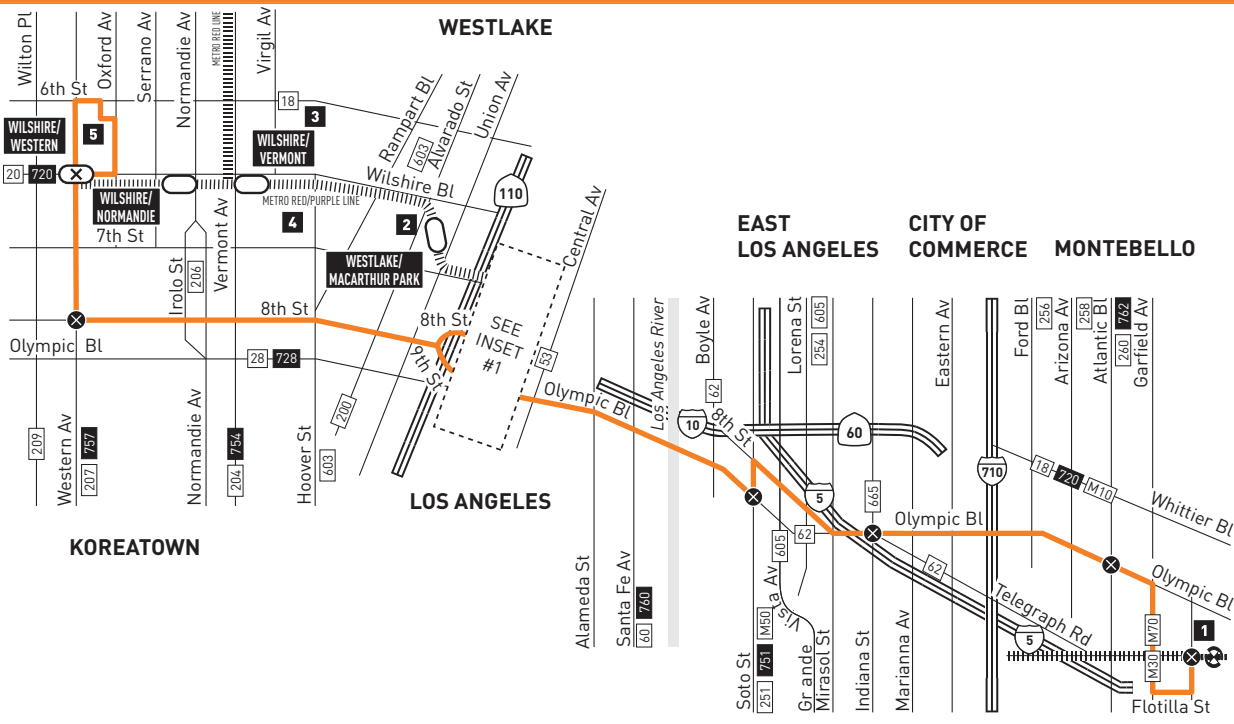 WESTLAKE
Wilton Pl
Oxford Av
Serrano Av
Normandie Av
METRO RED LINE
Virgil Av
6th St
18
3
5
WILSHIRE/
WESTERN
WILSHIRE/
VERMONT
Rampart Bl
603
Alvarado St
Union Av
20 720
Wilshire Bl
110
Central Av
WILSHIRE/
NORMANDIE
METRO RED/PURPLE LINE
4
2
7th St
Irolo St
206
Vermont Av
WESTLAKE/
MACARTHUR PARK
8th St
8th St
9th St
SEE
INSET
#1
53
Olympic Bl
28 728
200
209
Western Av
207 757
Normandie Av
204 754
Hoover St
603
LOS ANGELES
KOREATOWN
EAST
LOS ANGELES
CITY OF
COMMERCE
MONTEBELLO
Olympic Bl
Alameda St
Santa Fe Av
60 760
Los Angeles River
Boyle Av
62
10
8th St
Lorena St
254 605
60
Eastern Av
Ford Bl
256
Arizona Av
258
Atlantic Bl
260 762
Garfield Av
710
18 720 M10
Whittier Bl
5
665
Olympic Bl
605
62
62
Telegraph Rd
5
Olympic Bl
M70
M30
1
Flotilla St
Soto St
251 751 M50
Grande
Vista Av
Mirasol St
Indiana St
Marianna Av